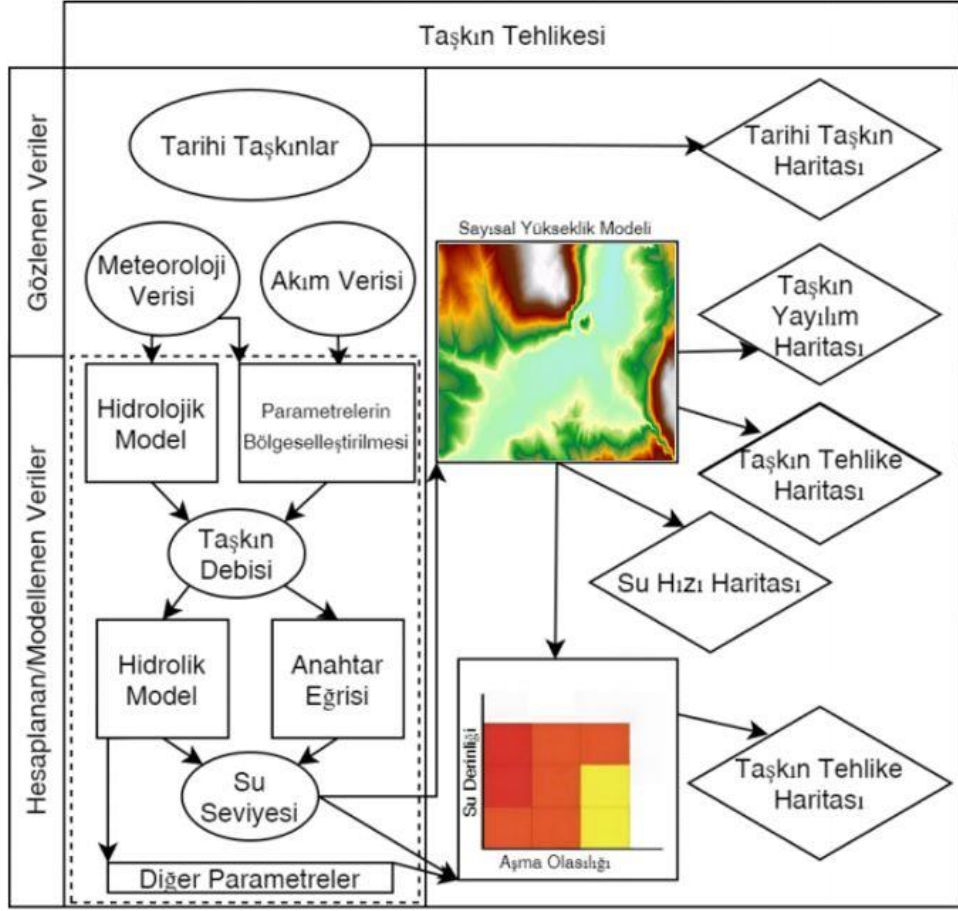 Taşkın Tehlikesi
Gözlenen Veriler
Tarihi Taşkınlar
Tarihi Taşkın
Haritası
Meteoroloji
Verisi
Akım Verisi
Sayısal Yükseklik Modeli
Taşkın
Yayılım
Haritası
Hesaplanan/Modellenen Veriler
Hidrolojik
Model
Parametrelerin
Bölgeselleştirilmesi
Taşkın Tehlike
Haritası
Taşkın
Debisi
Su Hızı Haritası
Hidrolik
Model
Anahtar
Eğrisi
Su
Seviyesi
Su Derinliği
Aşma Olasılığı
Taşkın Tehlike
Haritası
Diğer Parametreler